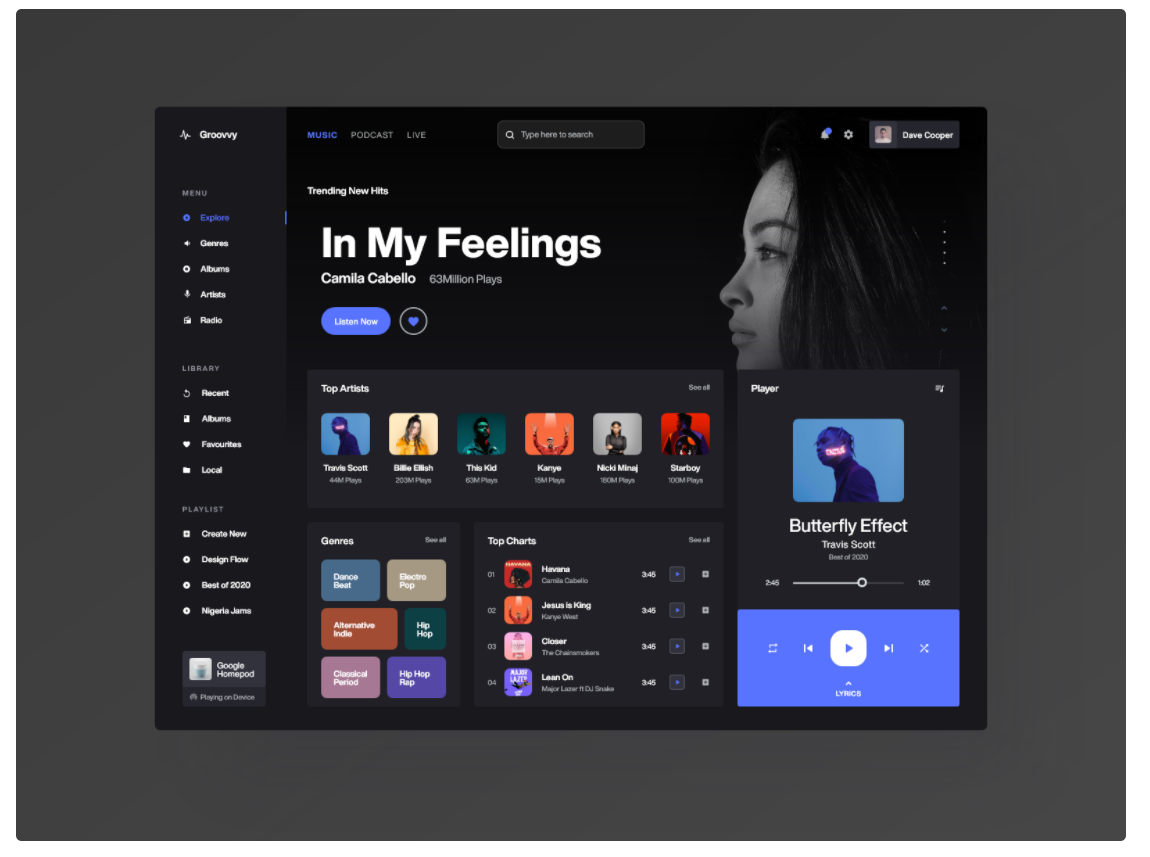 Groovvy
MENU
Explore
Genres
Albums
Artists
Radio
LIBRARY
Recent
Albums
Favourites
Local
PLAYLIST
Create New
Design Flow
Best of 2020
Nigeria Jams
Google
Homepod
Playing on Device
MUSIC PODCAST LIVE
Type here to search
Dave Cooper
Trending New Hits
In My Feelings
Camila Cabello 63Million Plays
Listen Now
Top Artists See all
Travis Scott
44M Plays
Billie Eilish
203M Plays
This Kid
63M Plays
Kanye
15M Plays
Nicki Minaj
180M Plays
Starboy
100M Plays
Genres See all
Dance
Beat
Electro
Pop
Alternative
Indie
Hip
Hop
Classical
Period
Hip Hop
Rap
Top Charts See all
01 HAVANA Havana 3:45
Camila Cabello
02 Jesus is King 3:45
Kanye West
03 Closer 3:45
The Chainsmokers
04 MAJOR LAZER Lean On 3:45
Major Lazer ft DJ Snake
Player
Butterfly Effect
Travis Scott
Best of 2020
2:45 1:02
LYRICS